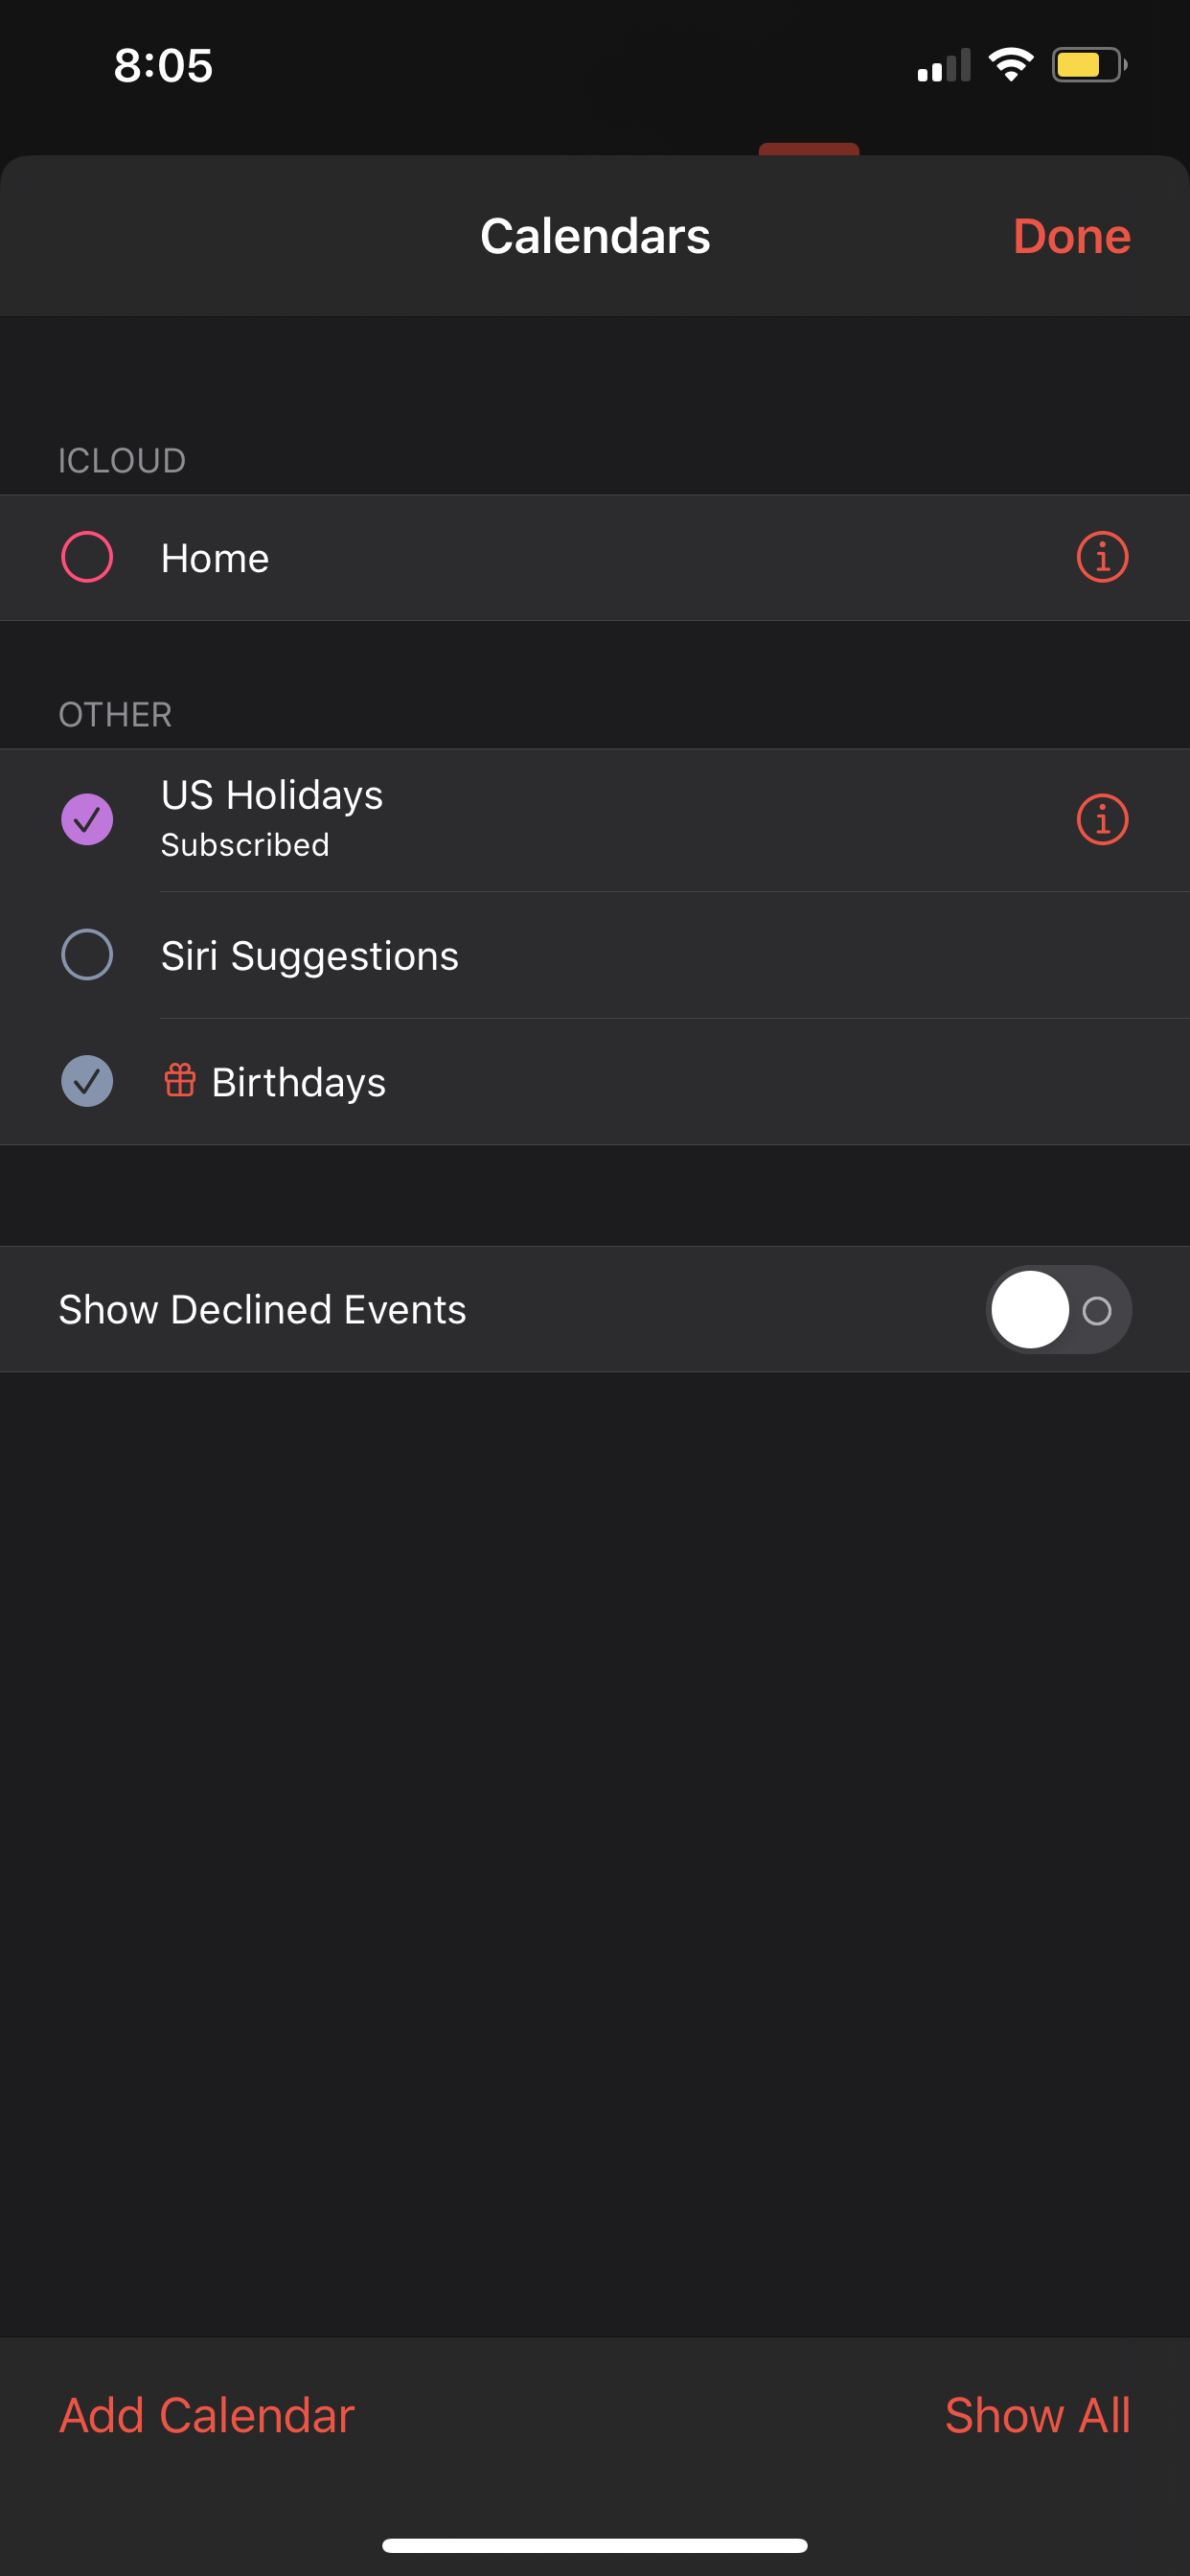 8:05
Calendars
Done
ICLOUD
Home
OTHER
US Holidays
Subscribed
Siri Suggestions
Birthdays
Show Declined Events
Add Calendar
Show All